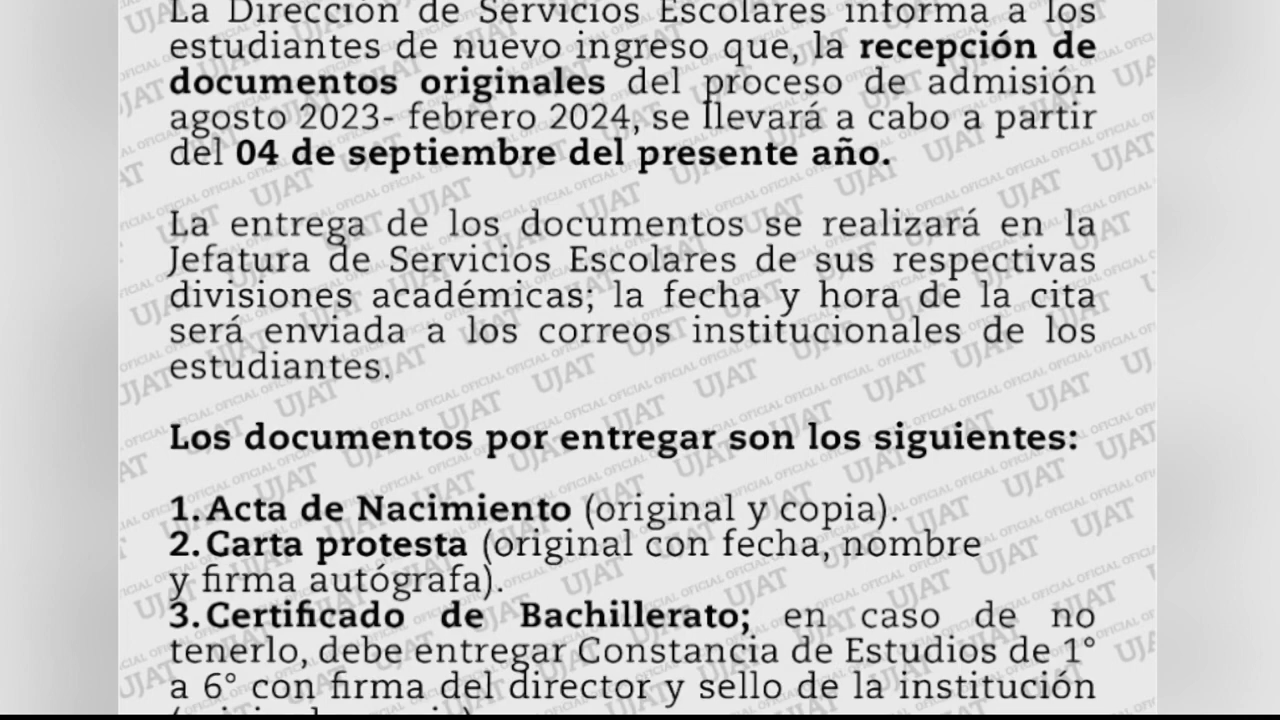 La Dirección de Servicios Escolares informa a los
estudiantes de nuevo ingreso que, la recepción de
documentos originales del proceso de admisión
agosto 2023- febrero 2024, se llevará a cabo a partir
del 04 de septiembre del presente año.
La entrega de los documentos se realizará en la
Jefatura de Servicios Escolares de sus respectivas
divisiones académicas; la fecha y hora de la cita
será enviada a los correos institucionales de los
estudiantes.
Los documentos por entregar son los siguientes:
1. Acta de Nacimiento (original y copia).
2. Carta protesta (original con fecha, nombre
y firma autógrafa).
3. Certificado de Bachillerato; en caso de no
tenerlo, debe entregar Constancia de Estudios de 1°
a 6° con firma del director y sello de la institución